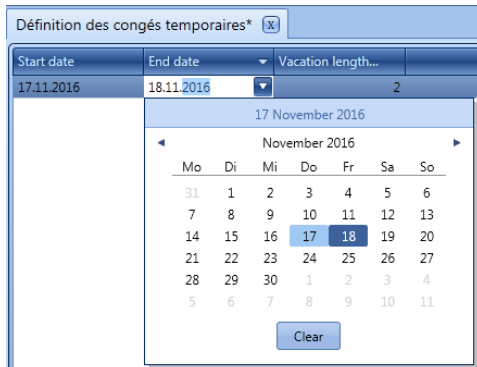 Définition des congés temporaires* x
Start date End date Vacation length...
17.11.2016 18.11.2016 2
17 November 2016
November 2016
Mo Di Mi Do Fr Sa So
31 1 2 3 4 5 6
7 8 9 10 11 12 13
14 15 16 17 18 19 20
21 22 23 24 25 26 27
28 29 30 1 2 3 4
5 6 7 8 9 10 11
Clear